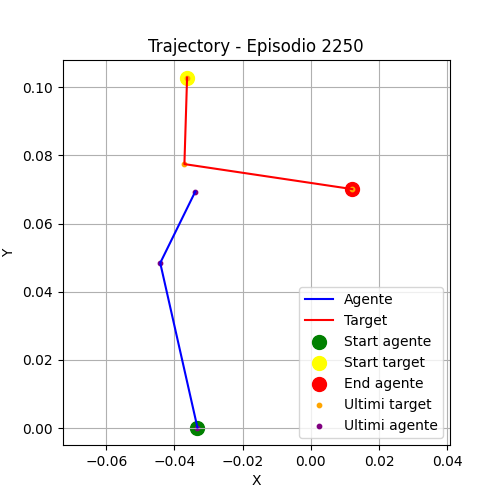 Trajectory - Episodio 2250
0.10
0.08
0.06
0.04
0.02
0.00
Y
−0.06
−0.04
−0.02
0.00
0.02
0.04
X
Agente
Target
Start agente
Start target
End agente
Ultimi target
Ultimi agente